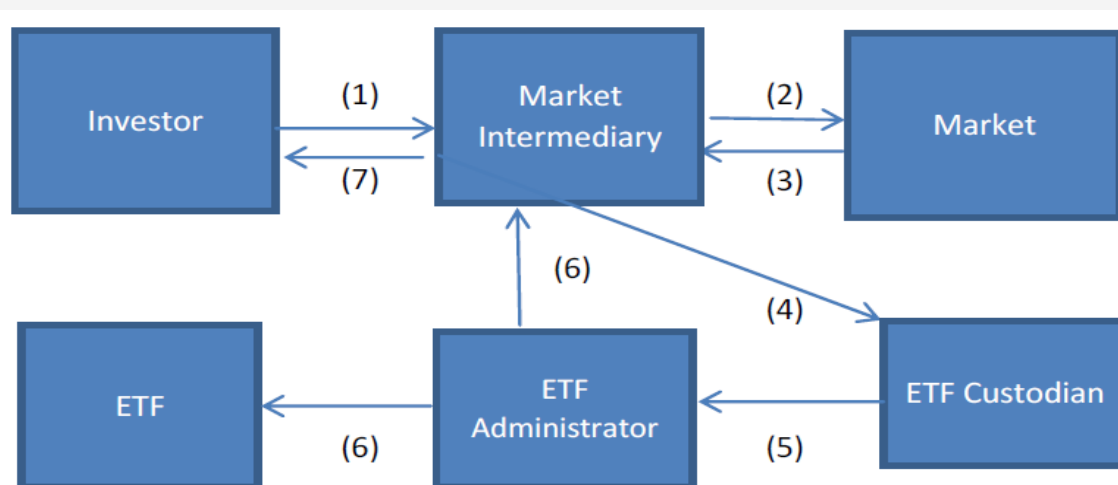 (1)
Market
(2)
Investor
Intermediary
Market
(7)
(3)
(6)
(4)
ETF
ETF
Administrator
ETF Custodian
(6)
(5)